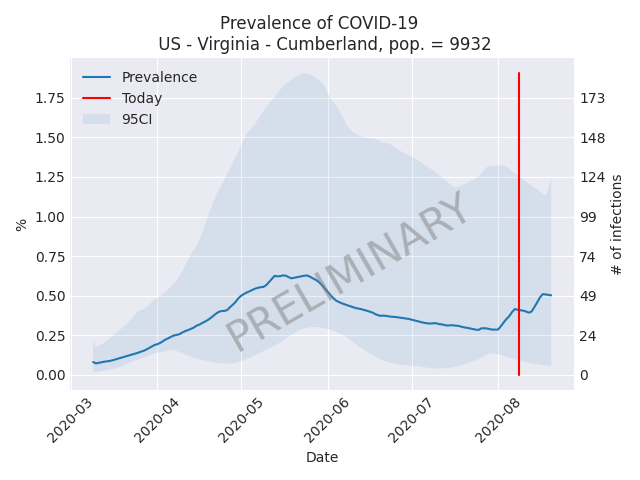 Prevalence of COVID-19
US - Virginia - Cumberland, pop. = 9932
Prevalence
Today
95CI
1.75
1.50
1.25
1.00
0.75
0.50
0.25
0.00
%
173
148
124
99
74
49
24
0
# of infections
PRELIMINARY
2020-03
2020-04
2020-05
2020-06
2020-07
2020-08
Date